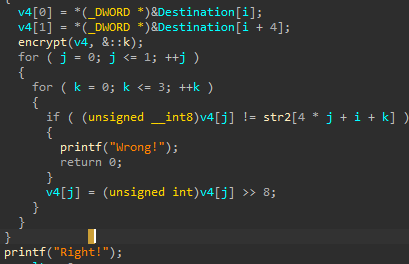 {
v4[0] = *(_DWORD *)&Destination[i];
v4[1] = *(_DWORD *)&Destination[i + 4];
encrypt(v4, &::k);
for ( j = 0; j <= 1; ++j )
{
for ( k = 0; k <= 3; ++k )
{
if ( (unsigned __int8)v4[j] != str2[4 * j + i + k] )
{
printf("Wrong!");
return 0;
}
v4[j] = (unsigned int)v4[j] >> 8;
}
}
}
printf("Right!");